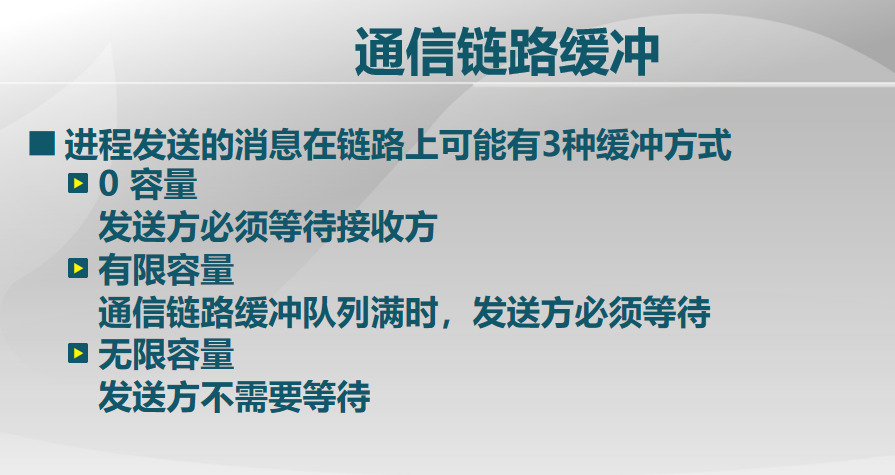 通信链路缓冲
进程发送的消息在链路上可能有3种缓冲方式
0 容量
发送方必须等待接收方
有限容量
通信链路缓冲队列满时，发送方必须等待
无限容量
发送方不需要等待